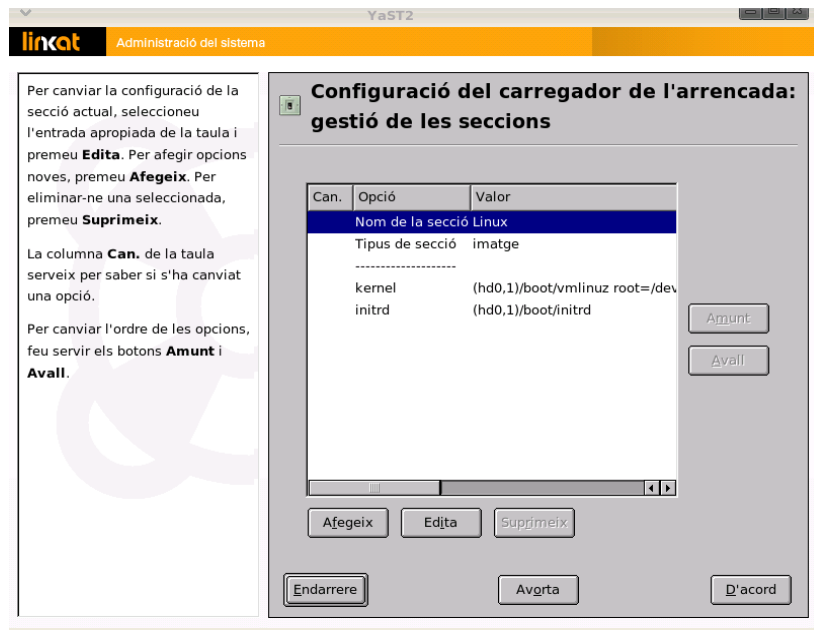 YaST2
linkat Administració del sistema
Per canviar la configuració de la
secció actual, seleccioneu
l'entrada apropiada de la taula i
premeu Edita. Per afegir opcions
noves, premeu Afegeix. Per
eliminar-ne una seleccionada,
premeu Suprimeix.
La columna Can. de la taula
serveix per saber si s'ha canviat
una opció.
Per canviar l'ordre de les opcions,
feu servir els botons Amunt i
Avall.
Configuració del carregador de l'arrencada:
gestió de les seccions
Can. Opció Valor
Nom de la secció Linux
Tipus de secció imatge
-------------------
kernel (hd0,1)/boot/vmlinuz root=/dev
initrd (hd0,1)/boot/initrd
Amunt
Avall
Afegeix Edita Suprimeix
Endarrere Avorta D'acord